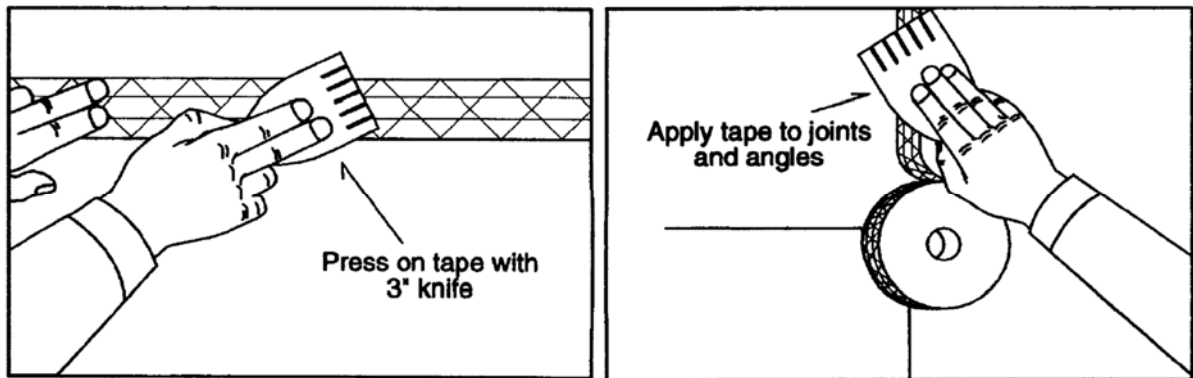 Press on tape with
3" knife
Apply tape to joints
and angles